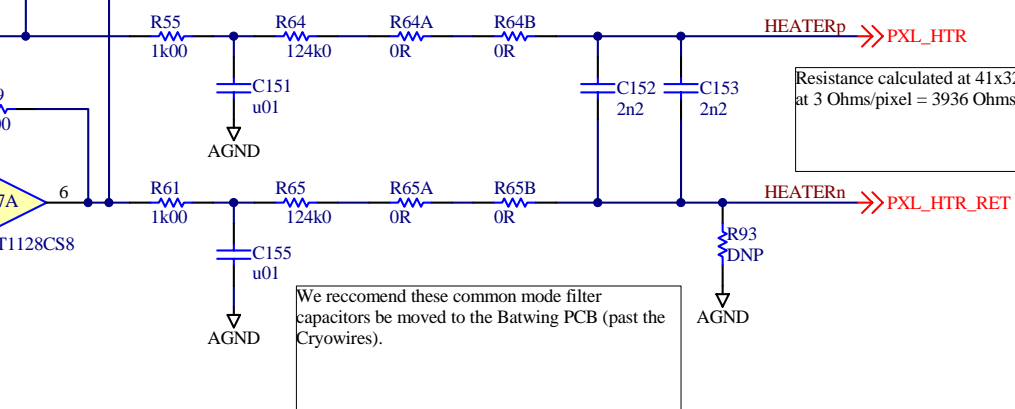 R55
1k00
R64
124k0
R64A
0R
R64B
0R
HEATERp
PXL_HTR
C151
u01
AGND
C152
2n2
C153
2n2
Resistance calculated at 41x32
at 3 Ohms/pixel = 3936 Ohms
9
00
7A
6
T1128CS8
R61
1k00
R65
124k0
R65A
0R
R65B
0R
HEATERn
PXL_HTR_RET
C155
u01
AGND
R93
DNP
AGND
We reccomend these common mode filter
capacitors be moved to the Batwing PCB (past the
Cryowires).